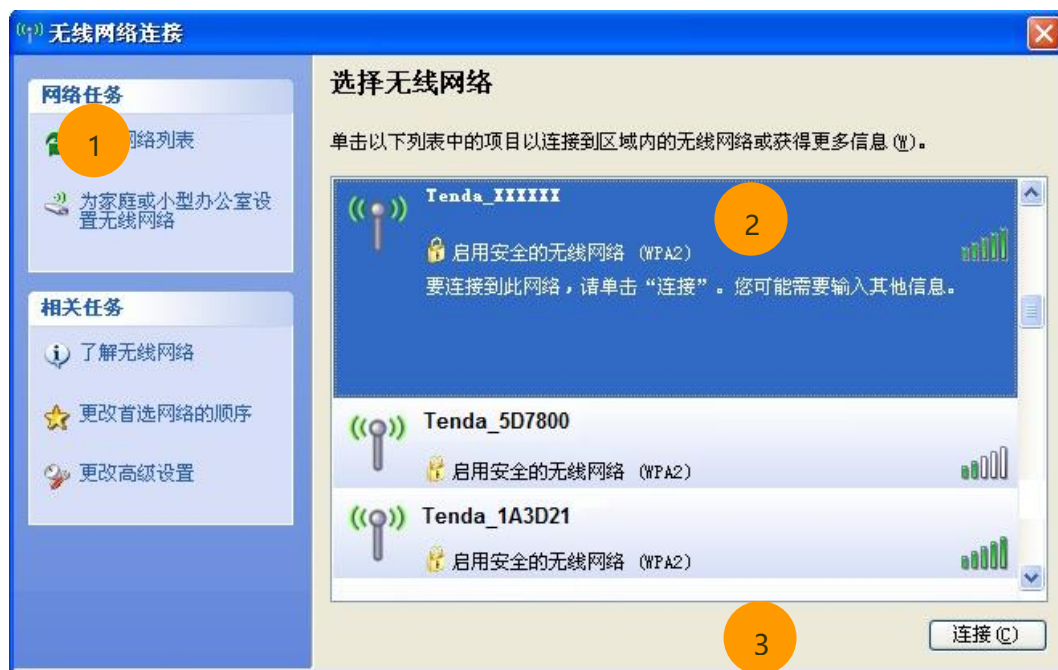 无线网络连接
网络任务
1
网络列表
为家庭或小型办公室设
置无线网络
相关任务
了解无线网络
更改首选网络的顺序
更改高级设置
选择无线网络
单击以下列表中的项目以连接到区域内的无线网络或获得更多信息(W)。
Tenda_XXXXXX
2
启用安全的无线网络 (WPA2)
要连接到此网络，请单击“连接”。您可能需要输入其他信息。
Tenda_5D7800
启用安全的无线网络 (WPA2)
Tenda_1A3D21
启用安全的无线网络 (WPA2)
3
连接(C)